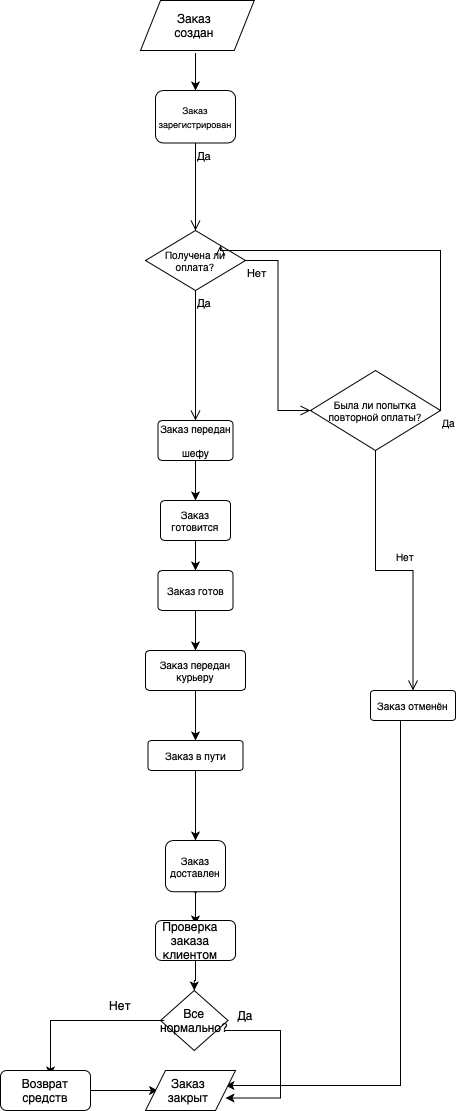 Заказ
создан
Заказ
зарегистрирован
Да
Получена ли
оплата?
Нет
Да
Была ли попытка
повторной оплаты?
Да
Заказ передан
шефу
Заказ
готовится
Нет
Заказ готов
Заказ передан
курьеру
Заказ отменён
Заказ в пути
Заказ
доставлен
Проверка
заказа
клиентом
Нет
Все
нормально?
Да
Возврат
средств
Заказ
закрыт